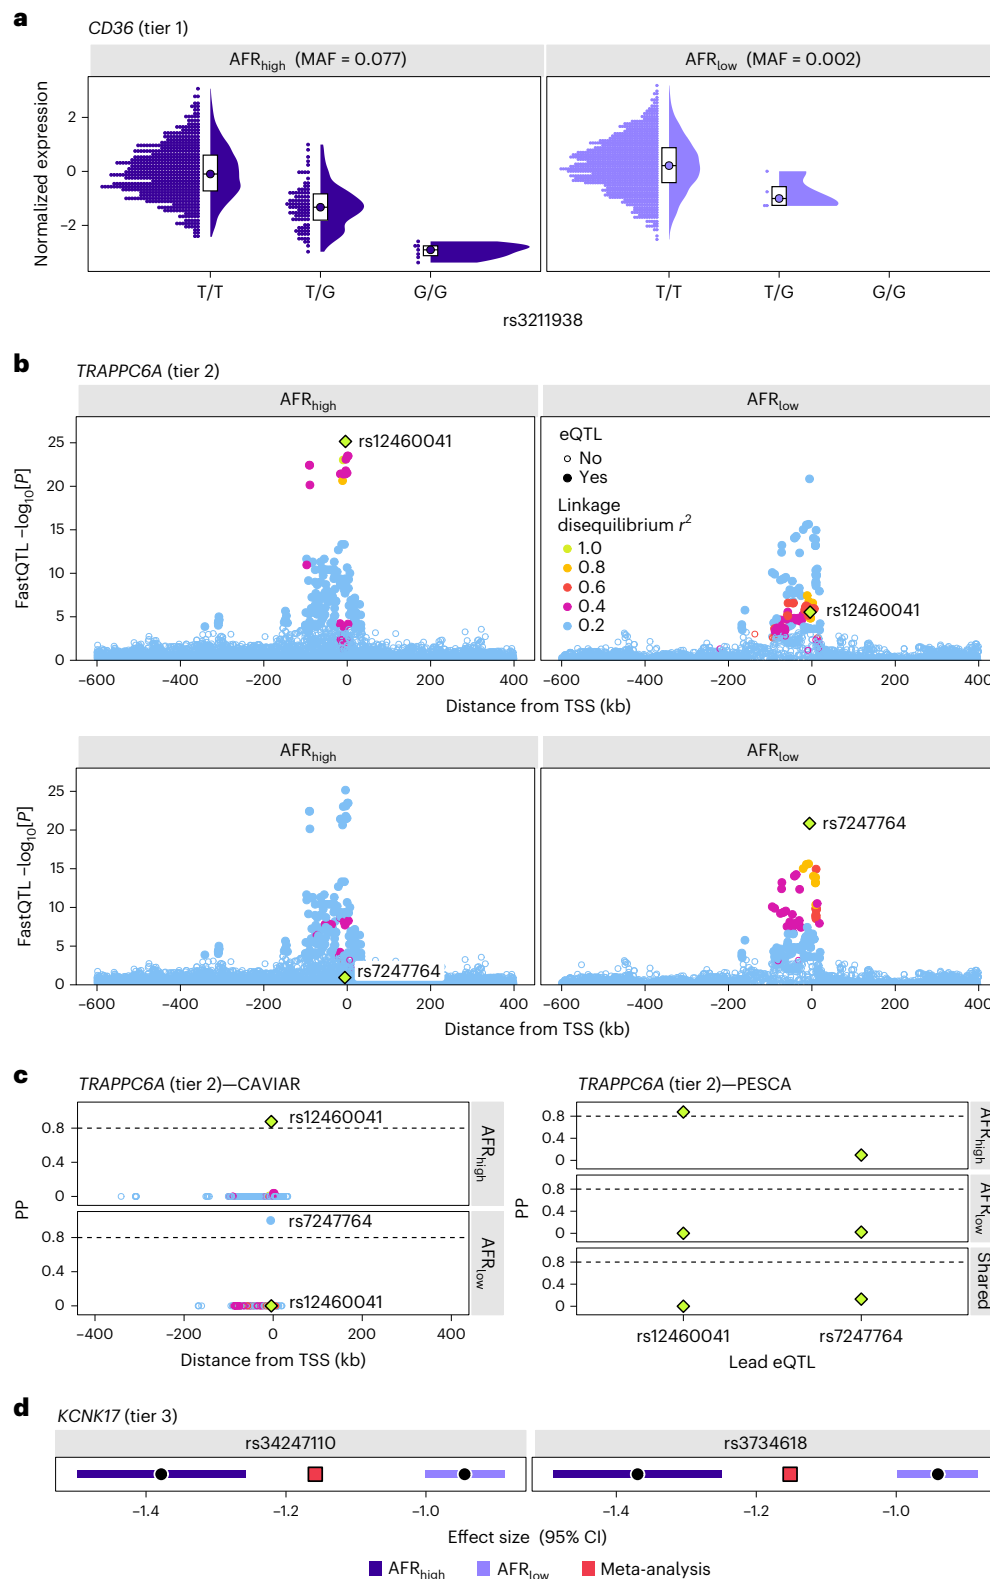 a
CD36 (tier 1)
AFRhigh (MAF = 0.077)
AFRlow (MAF = 0.002)
Normalized expression
2
0
−2
T/T
T/G
G/G
T/T
T/G
G/G
rs3211938
b
TRAPPC6A (tier 2)
AFRhigh
AFRlow
FastQTL −log10[P]
25
20
15
10
5
0
rs12460041
eQTL
No
Yes
Linkage
disequilibrium r2
1.0
0.8
0.6
0.4
0.2
rs12460041
−600 −400 −200 0 200 400
−600 −400 −200 0 200 400
Distance from TSS (kb)
AFRhigh
AFRlow
FastQTL −log10[P]
25
20
15
10
5
0
rs7247764
rs7247764
−600 −400 −200 0 200 400
−600 −400 −200 0 200 400
Distance from TSS (kb)
c
TRAPPC6A (tier 2)—CAVIAR
PP
0.8
0.4
0
rs12460041
AFRhigh
0.8
0.4
0
rs7247764
rs12460041
AFRlow
−400 −200 0 200 400
Distance from TSS (kb)
TRAPPC6A (tier 2)—PESCA
PP
0.8
0.4
0
AFRhigh
0.8
0.4
0
AFRlow
0.8
0.4
0
Shared
rs12460041 rs7247764
Lead eQTL
d
KCNK17 (tier 3)
rs34247110
rs3734618
−1.4 −1.2 −1.0
−1.4 −1.2 −1.0
Effect size (95% CI)
AFRhigh AFRlow Meta-analysis